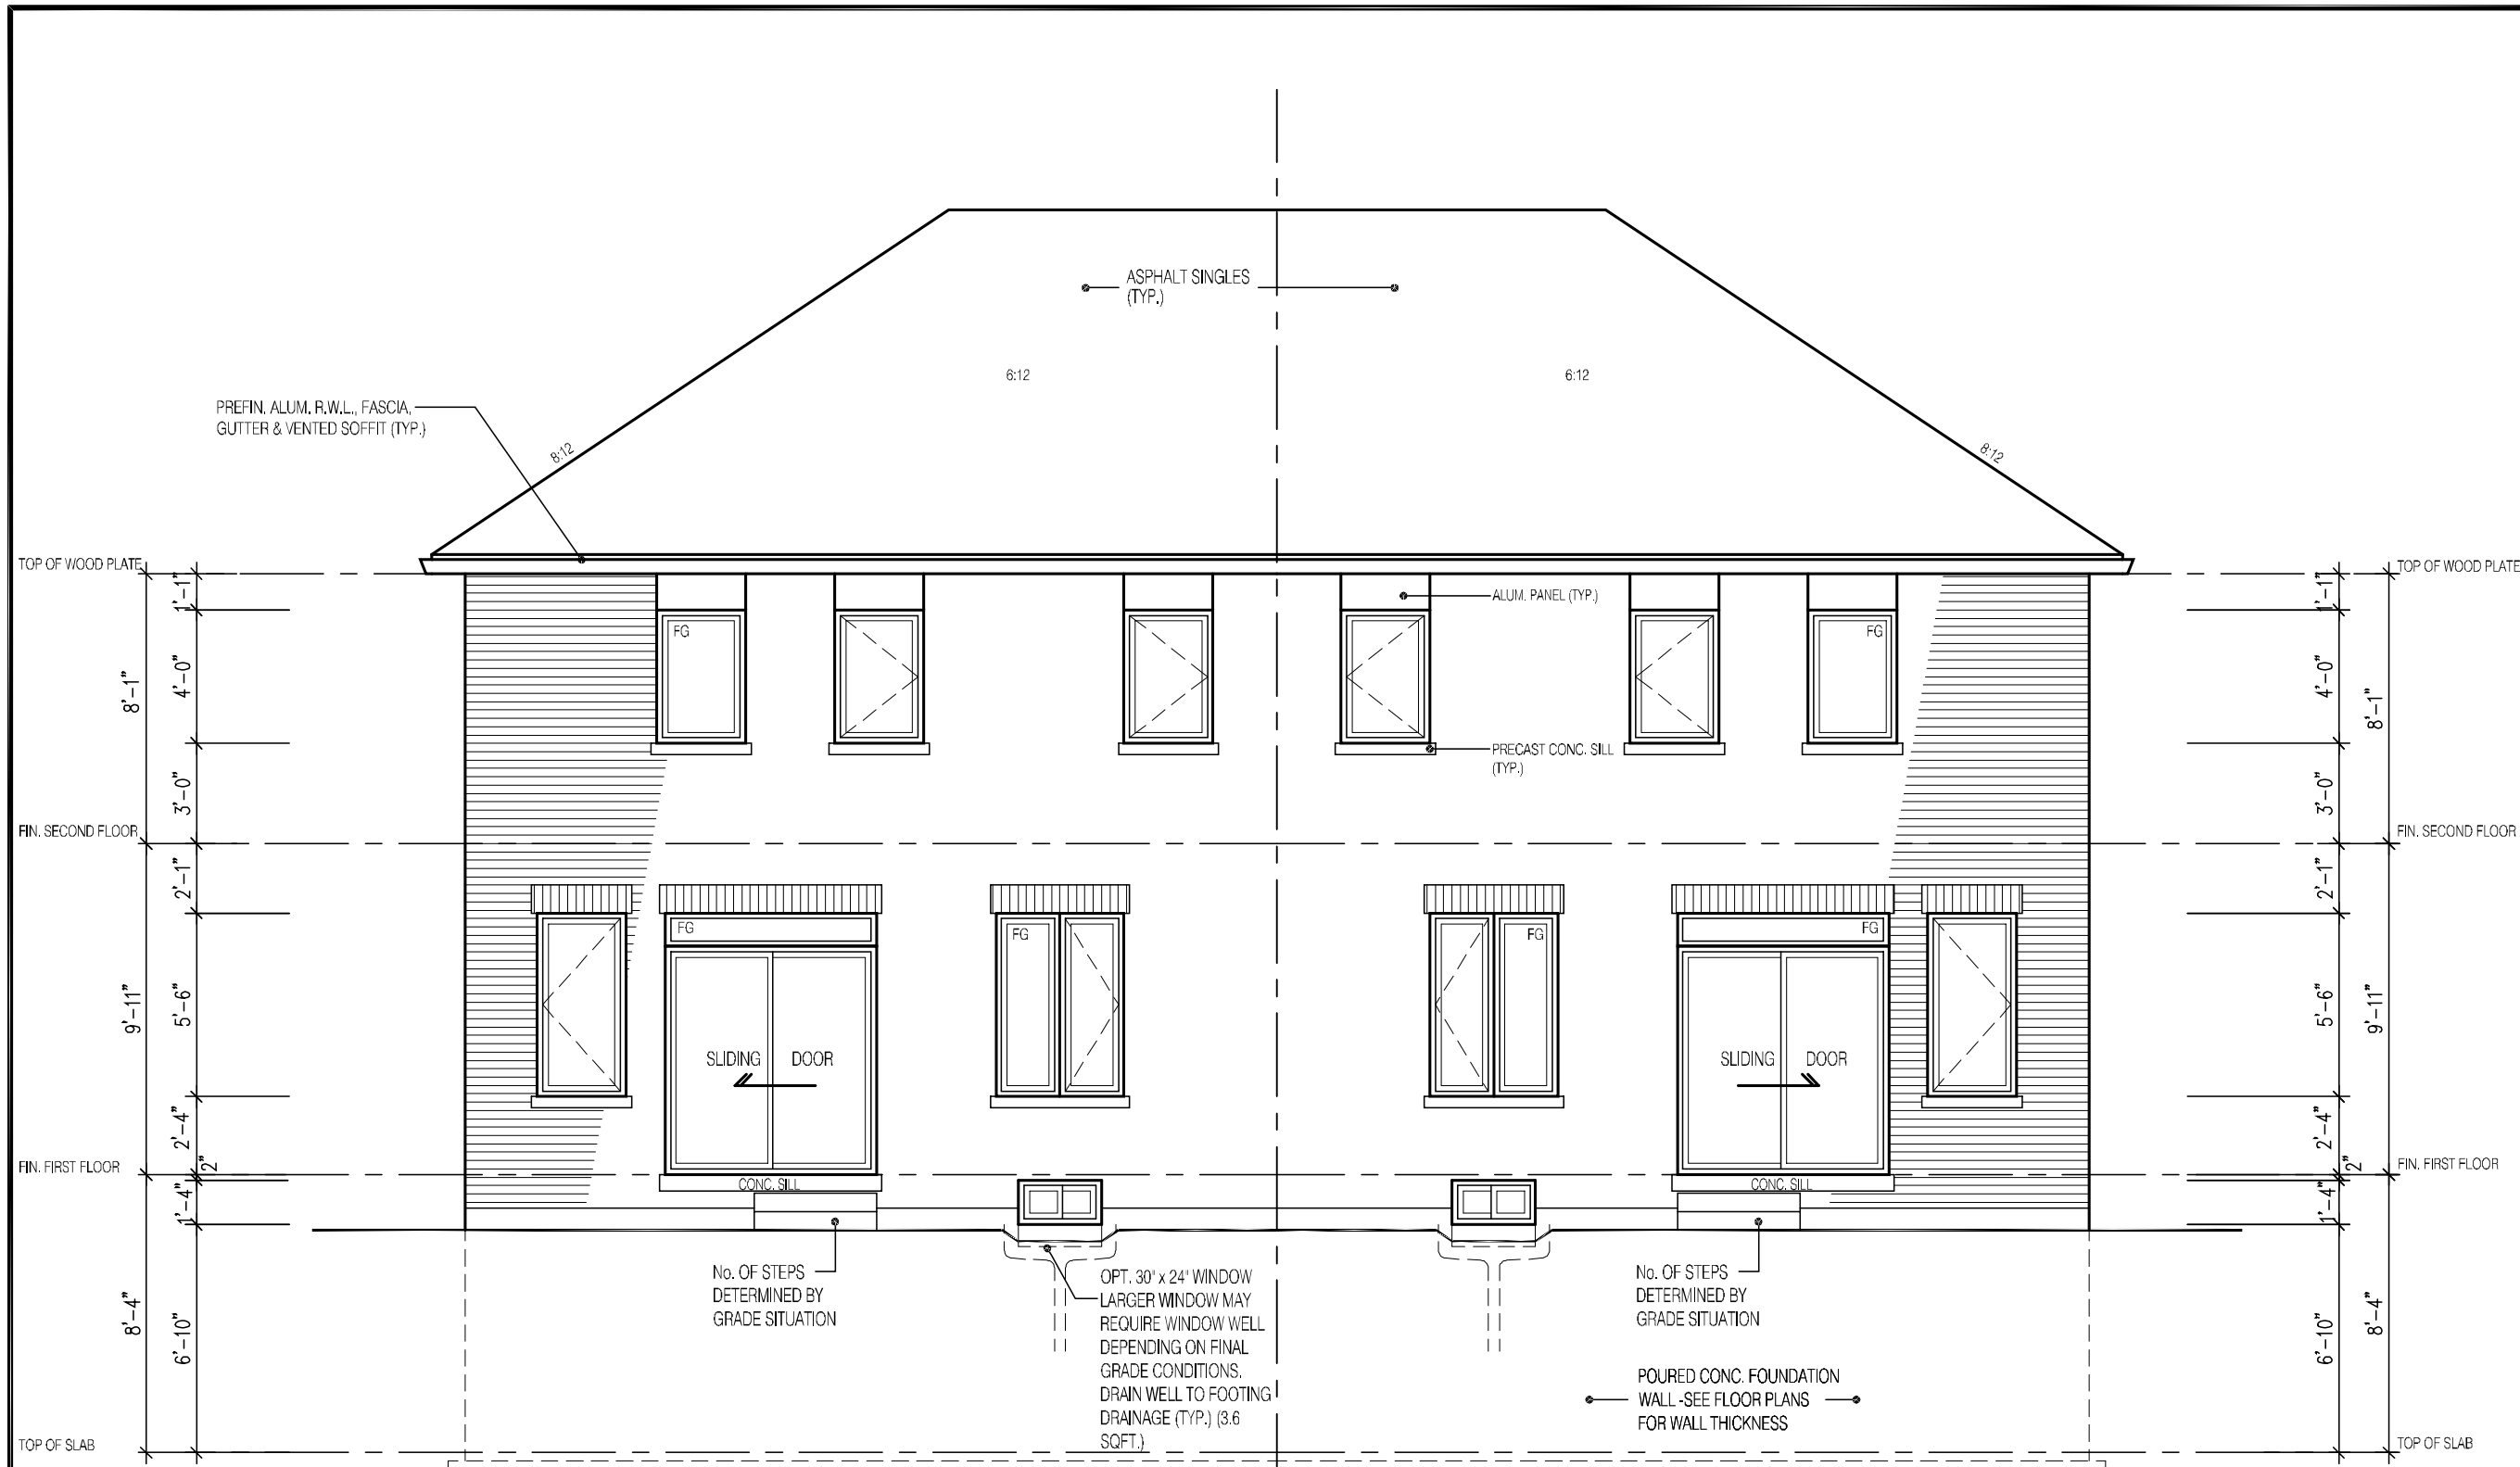 ASPHALT SINGLES
(TYP.)
6:12
6:12
PREFIN. ALUM. R.W.L., FASCIA,
GUTTER & VENTED SOFFIT (TYP.)
8:12
8:12
TOP OF WOOD PLATE
TOP OF WOOD PLATE
1'-1"
1'-1"
ALUM. PANEL (TYP.)
FG
FG
4'-0"
8'-1"
4'-0"
8'-1"
PRECAST CONC. SILL
(TYP.)
3'-0"
3'-0"
FIN. SECOND FLOOR
FIN. SECOND FLOOR
2'-1"
2'-1"
FG
FG
FG
FG
5'-6"
9'-11"
5'-6"
9'-11"
SLIDING DOOR
SLIDING DOOR
2'-4"
2'-4"
FIN. FIRST FLOOR
2"
2"
FIN. FIRST FLOOR
CONC. SILL
CONC. SILL
1'-4"
1'-4"
No. OF STEPS
DETERMINED BY
GRADE SITUATION
OPT. 30" x 24" WINDOW
LARGER WINDOW MAY
REQUIRE WINDOW WELL
DEPENDING ON FINAL
GRADE CONDITIONS.
DRAIN WELL TO FOOTING
DRAINAGE (TYP.) (3.6
SQFT.)
No. OF STEPS
DETERMINED BY
GRADE SITUATION
8'-4"
6'-10"
6'-10"
8'-4"
POURED CONC. FOUNDATION
WALL -SEE FLOOR PLANS
FOR WALL THICKNESS
TOP OF SLAB
TOP OF SLAB